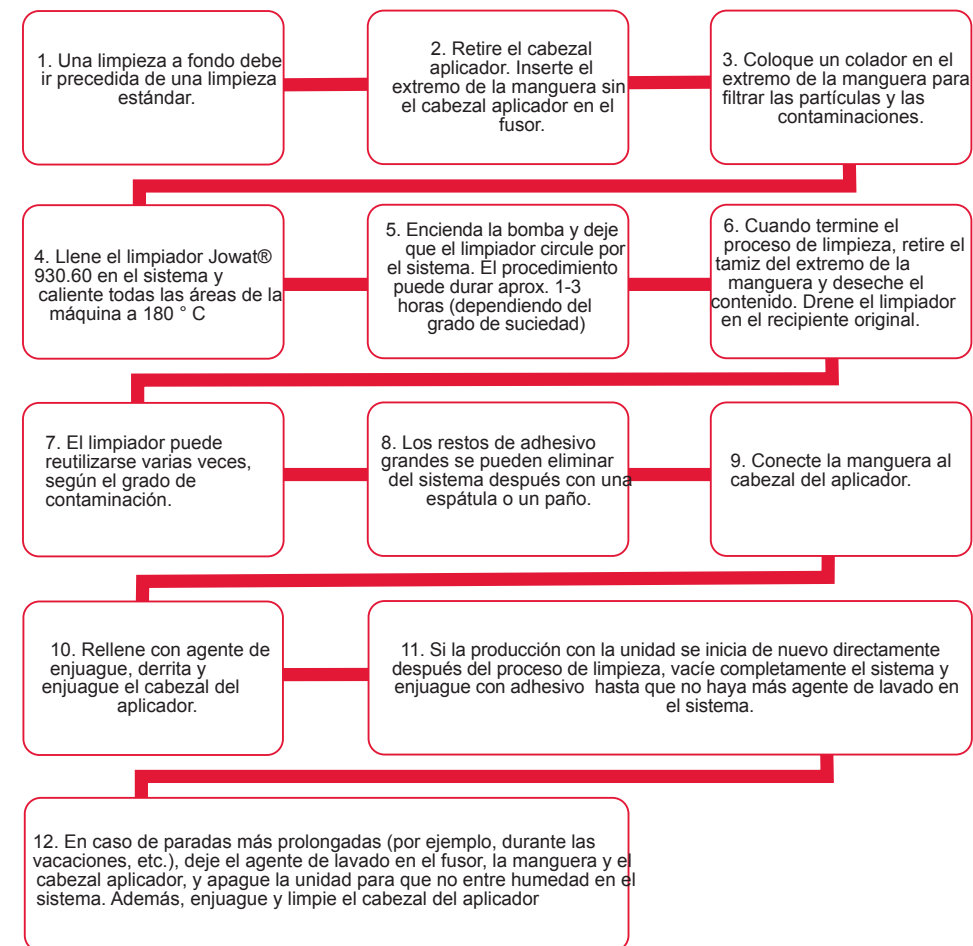 1. Una limpieza a fondo debe
ir precedida de una limpieza
estándar.
2. Retire el cabezal
aplicador. Inserte el
extremo de la manguera sin
el cabezal aplicador en el
fusor.
3. Coloque un colador en el
extremo de la manguera para
filtrar las partículas y las
contaminaciones.
4. Llene el limpiador Jowat®
930.60 en el sistema y
caliente todas las áreas de la
máquina a 180 ° C
5. Encienda la bomba y deje
que el limpiador circule por
el sistema. El procedimiento
puede durar aprox. 1-3
horas (dependiendo del
grado de suciedad)
6. Cuando termine el
proceso de limpieza, retire el
tamiz del extremo de la
manguera y deseche el
contenido. Drene el limpiador
en el recipiente original.
7. El limpiador puede
reutilizarse varias veces,
según el grado de
contaminación.
8. Los restos de adhesivo
grandes se pueden eliminar
del sistema después con una
espátula o un paño.
9. Conecte la manguera al
cabezal del aplicador.
10. Rellene con agente de
enjuague, derrita y
enjuague el cabezal del
aplicador.
11. Si la producción con la unidad se inicia de nuevo directamente
después del proceso de limpieza, vacíe completamente el sistema y
enjuague con adhesivo hasta que no haya más agente de lavado en
el sistema.
12. En caso de paradas más prolongadas (por ejemplo, durante las
vacaciones, etc.), deje el agente de lavado en el fusor, la manguera y el
cabezal aplicador, y apague la unidad para que no entre humedad en el
sistema. Además, enjuague y limpie el cabezal del aplicador